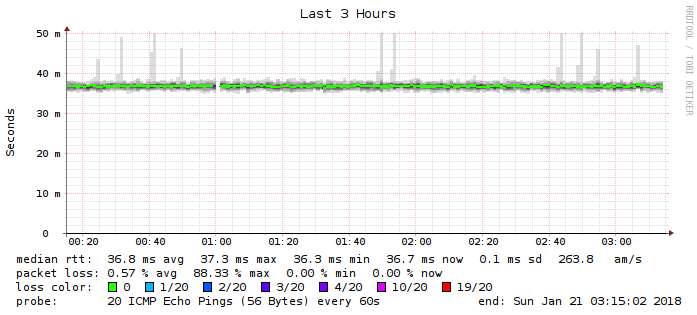 Last 3 Hours
RRDTOOL / TOBI OETIKER
Seconds
50 m
40 m
30 m
20 m
10 m
0
00:20 00:40 01:00 01:20 01:40 02:00 02:20 02:40 03:00
median rtt: 36.8 ms avg 37.3 ms max 36.3 ms min 36.7 ms now 0.1 ms sd 263.8 am/s
packet loss: 0.57 % avg 88.33 % max 0.00 % min 0.00 % now
loss color: 0 1/20 2/20 3/20 4/20 10/20 19/20
probe: 20 ICMP Echo Pings (56 Bytes) every 60s end: Sun Jan 21 03:15:02 2018